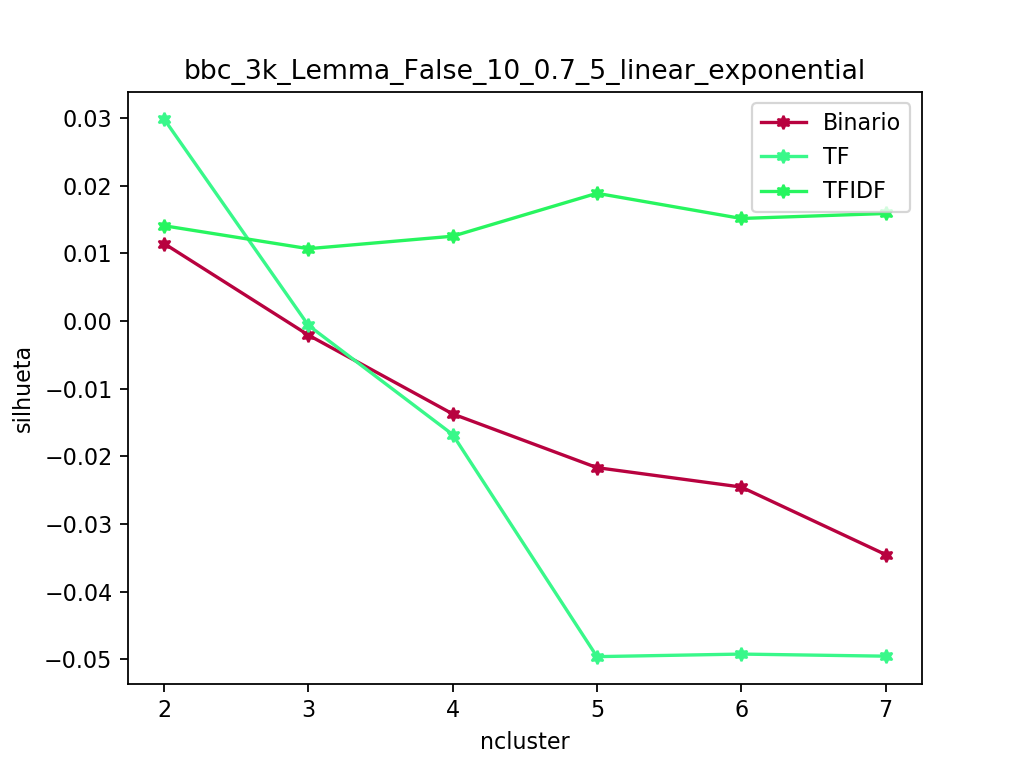 bbc_3k_Lemma_False_10_0.7_5_linear_exponential
Binario
TF
TFIDF
0.03
0.02
0.01
0.00
−0.01
−0.02
−0.03
−0.04
−0.05
silhueta
2 3 4 5 6 7
ncluster